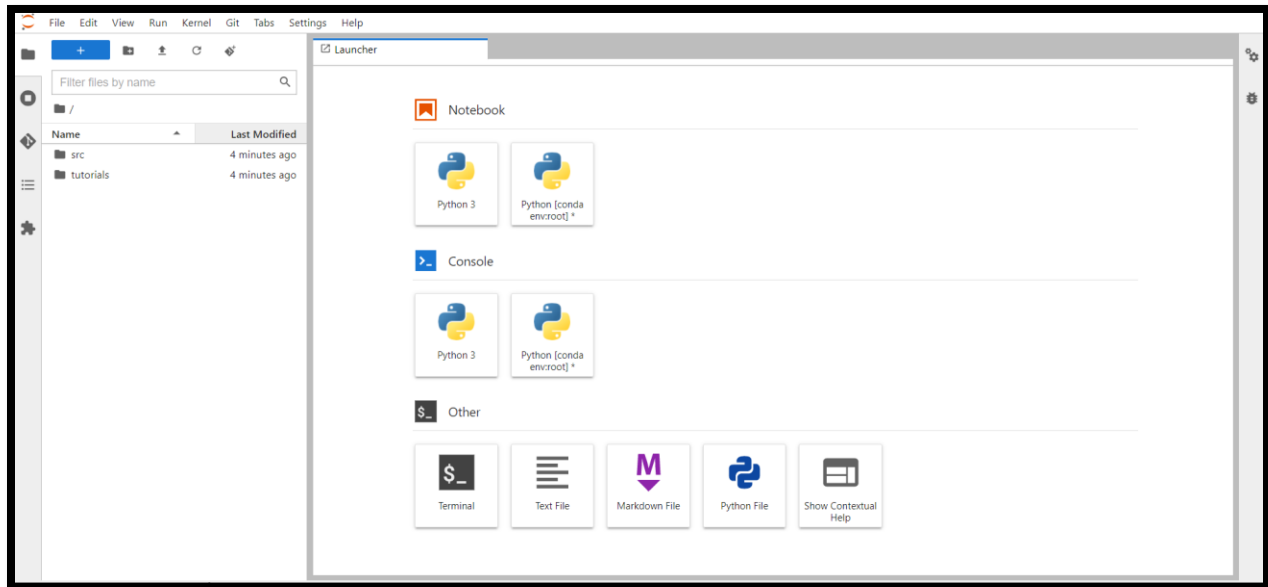 File Edit View Run Kernel Git Tabs Settings Help
+
Filter files by name
/
Name Last Modified
src 4 minutes ago
tutorials 4 minutes ago
Launcher
Notebook
Python 3
Python [conda
env:root] *
>_ Console
Python 3
Python [conda
env:root] *
$_ Other
$_
M
Terminal
Text File
Markdown File
Python File
Show Contextual
Help